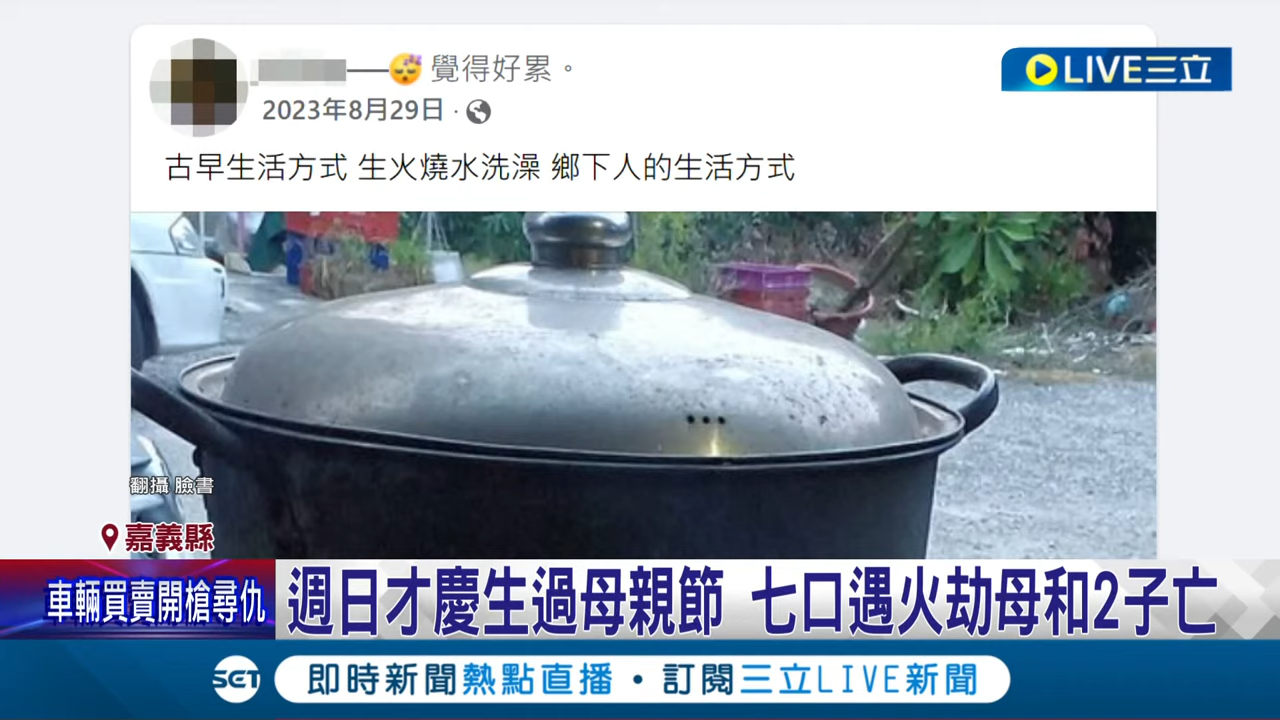 覺得好累。
2023年8月29日
LIVE三立
古早生活方式 生火燒水洗澡 鄉下人的生活方式
翻攝 臉書
嘉義縣
車輛買賣開槍尋仇
週日才慶生過母親節 七口遇火劫母和2子亡
SET 即時新聞熱點直播・訂閱三立LIVE新聞